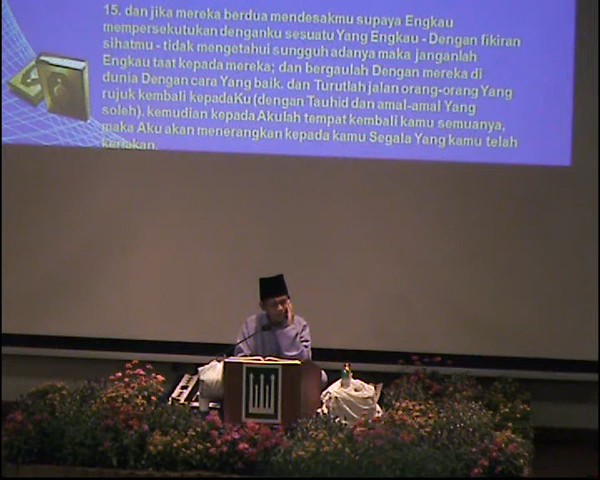 15. dan jika mereka berdua mendesakmu supaya Engkau
mempersekutukan denganku sesuatu Yang Engkau - Dengan fikiran
sihatmu - tidak mengetahui sungguh adanya maka janganlah
Engkau taat kepada mereka; dan bergaulah Dengan mereka di
dunia Dengan cara Yang baik. dan Turutlah jalan orang-orang Yang
rujuk kembali kepadaKu (dengan Tauhid dan amal-amal Yang
soleh). kemudian kepada Akulah tempat kembali kamu semuanya,
maka Aku akan menerangkan kepada kamu Segala Yang kamu telah
kerjakan.